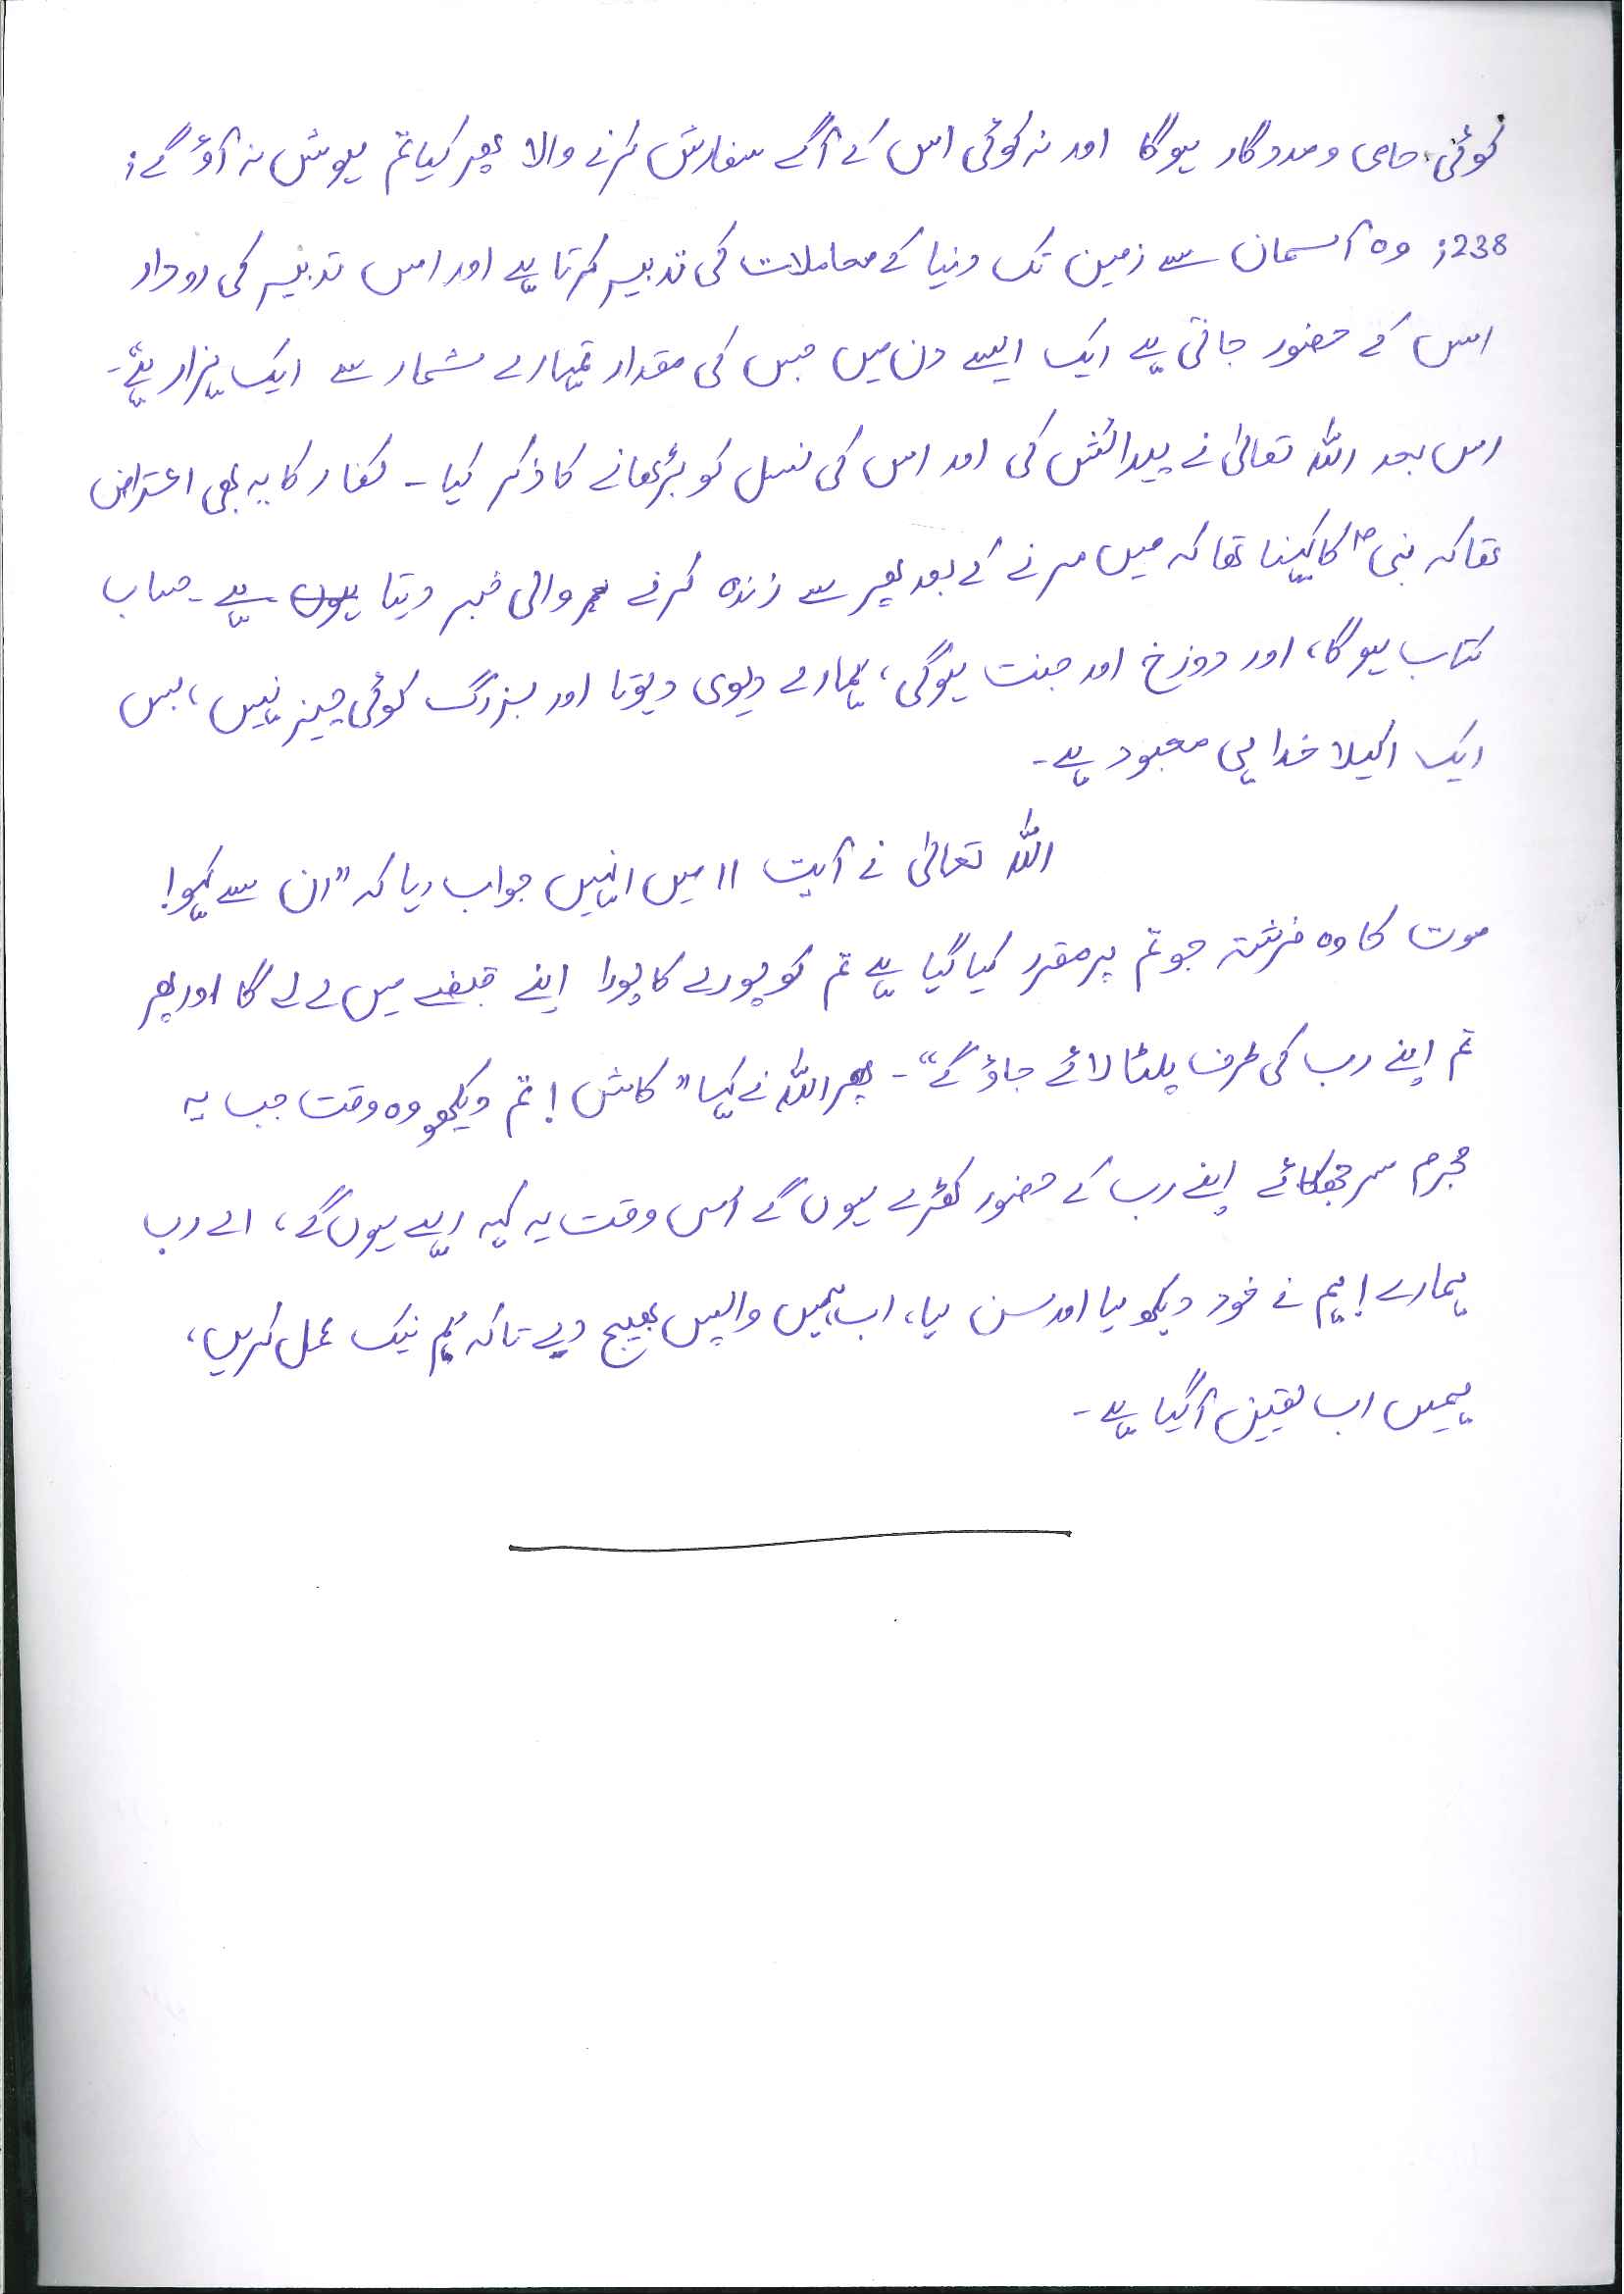 کوئی حامی و مددگار ہوگا اور نہ کوئی اس کے آگے سفارش کرنے والا پھر کیا تم ہوش نہ آؤ گے؛
238؛ وہ آسمان سے زمین تک دنیا کے معاملات کی تدبیر کرتا ہے اور اس تدبیر کی روداد
اس کے حضور جاتی ہے ایک ایسے دن میں جس کی مقدار تمہارے شمار سے ایک ہزار ہے۔
اس بعد اللہ تعالیٰ نے پیدائش کی اور اس کی نسل کو بڑھانے کا ذکر کیا ۔ کفار کا یہ بھی اعتراض
تھا کہ نبیؐ کا کہنا تھا کہ میں مرنے کے بعد پھر سے زندہ کرنے والی خبر دیتا ہے ۔ حساب
کتاب ہوگا، اور دوزخ اور جنت ہوگی، ہمارے دیوی دیوتا اور بزرگ کوئی چیز نہیں، بس
ایک اکیلا خدا ہی معبود ہے۔
اللہ تعالیٰ نے آیت 11 میں انہیں جواب دیا کہ ”ان سے کہو!
موت کا وہ فرشتہ جو تم پر مقرر کیا گیا ہے تم کو پورے کا پورا اپنے قبضے میں لے لے گا اور پھر
تم اپنے رب کی طرف پلٹا لائے جاؤ گے“۔ پھر اللہ نے کہا ”کاش! تم دیکھو وہ وقت جب یہ
مجرم سر جھکائے اپنے رب کے حضور کھڑے ہوں گے اُس وقت یہ کہہ رہے ہوں گے، اے رب
ہمارے! ہم نے خود دیکھ لیا اور سن لیا، اب ہمیں واپس بھیج دے تاکہ ہم نیک عمل کریں،
ہمیں اب یقین آ گیا ہے۔